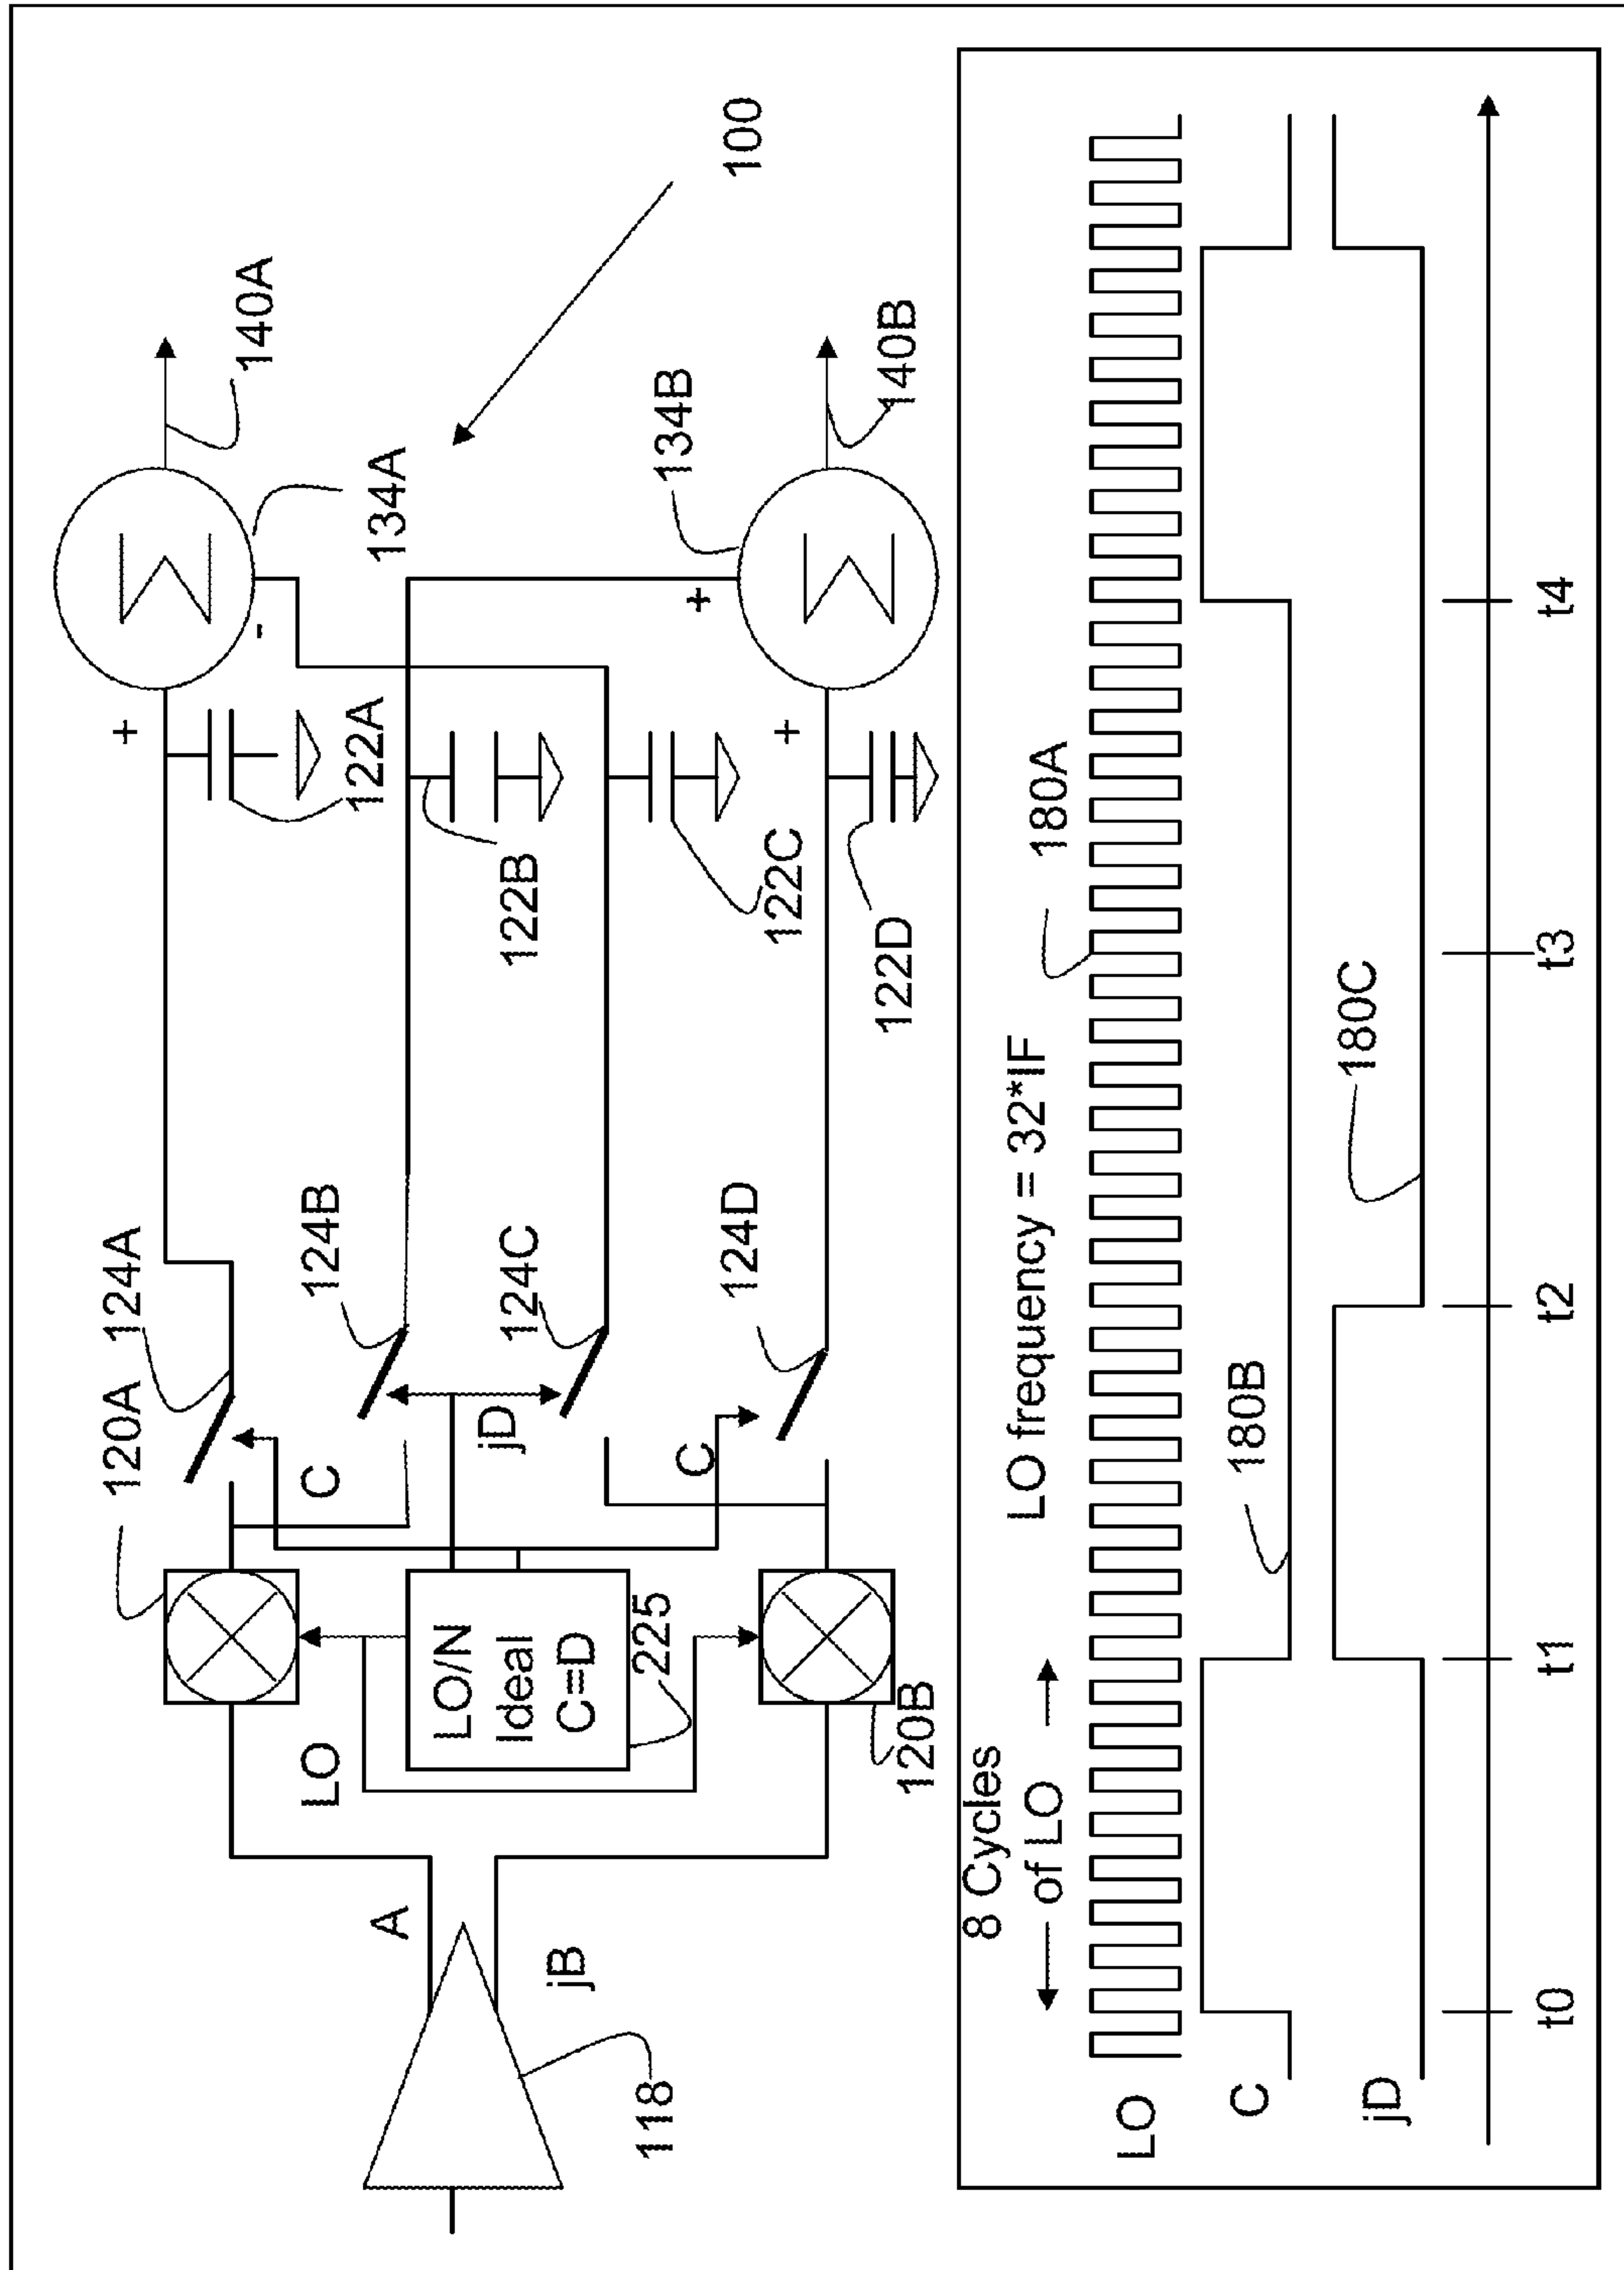 100
140A
134A
+
-
122A
124A
120A
C
LO
A
jB
118
LO/N
Ideal
C=D
225
jD
124B
122B
124C
122C
C
124D
122D
134B
+
+
140B
120B
LO frequency = 32*IF
180A
8 Cycles
of LO
LO
C
180B
jD
180C
t0
t1
t2
t3
t4